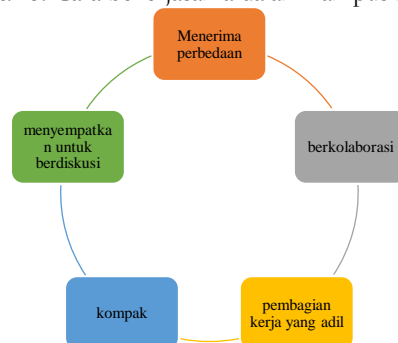 Menerima
perbedaan
berkolaborasi
pembagian
kerja yang adil
kompak
menyempatka
n untuk
berdiskusi